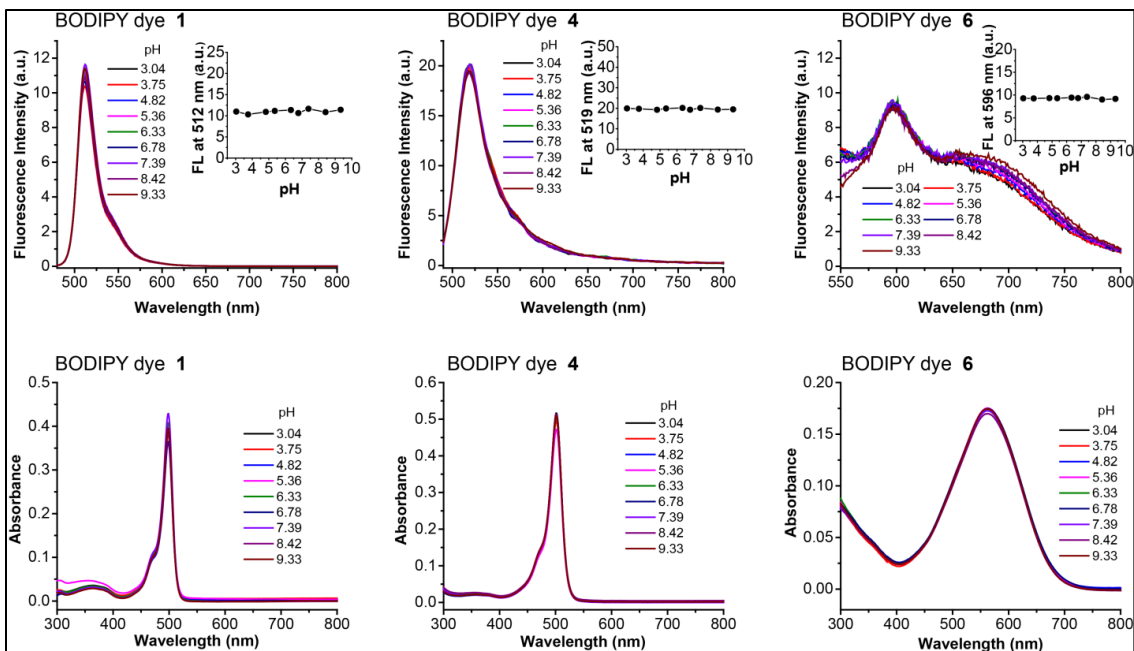 BODIPY dye 1
Fluorescence Intensity (a.u.)
12
10
8
6
4
2
0
500 550 600 650 700 750 800
Wavelength (nm)
pH
3.04
3.75
4.82
5.36
6.33
6.78
7.39
8.42
9.33
FL at 512 nm (a.u.)
25
20
15
10
5
0
3 4 5 6 7 8 9 10
pH
BODIPY dye 4
Fluorescence Intensity (a.u.)
20
15
10
5
0
500 550 600 650 700 750 800
Wavelength (nm)
pH
3.04
3.75
4.82
5.36
6.33
6.78
7.39
8.42
9.33
FL at 519 nm (a.u.)
50
40
30
20
10
0
3 4 5 6 7 8 9 10
pH
BODIPY dye 6
Fluorescence Intensity (a.u.)
12
10
8
6
4
2
0
550 600 650 700 750 800
Wavelength (nm)
pH
3.04 3.75
4.82 5.36
6.33 6.78
7.39 8.42
9.33
FL at 596 nm (a.u.)
20
15
10
5
0
3 4 5 6 7 8 9 10
pH
BODIPY dye 1
Absorbance
0.5
0.4
0.3
0.2
0.1
0.0
300 400 500 600 700 800
Wavelength (nm)
pH
3.04
3.75
4.82
5.36
6.33
6.78
7.39
8.42
9.33
BODIPY dye 4
Absorbance
0.6
0.5
0.4
0.3
0.2
0.1
0.0
300 400 500 600 700 800
Wavelength (nm)
pH
3.04
3.75
4.82
5.36
6.33
6.78
7.39
8.42
9.33
BODIPY dye 6
Absorbance
0.20
0.15
0.10
0.05
0.00
300 400 500 600 700 800
Wavelength (nm)
pH
3.04
3.75
4.82
5.36
6.33
6.78
7.39
8.42
9.33